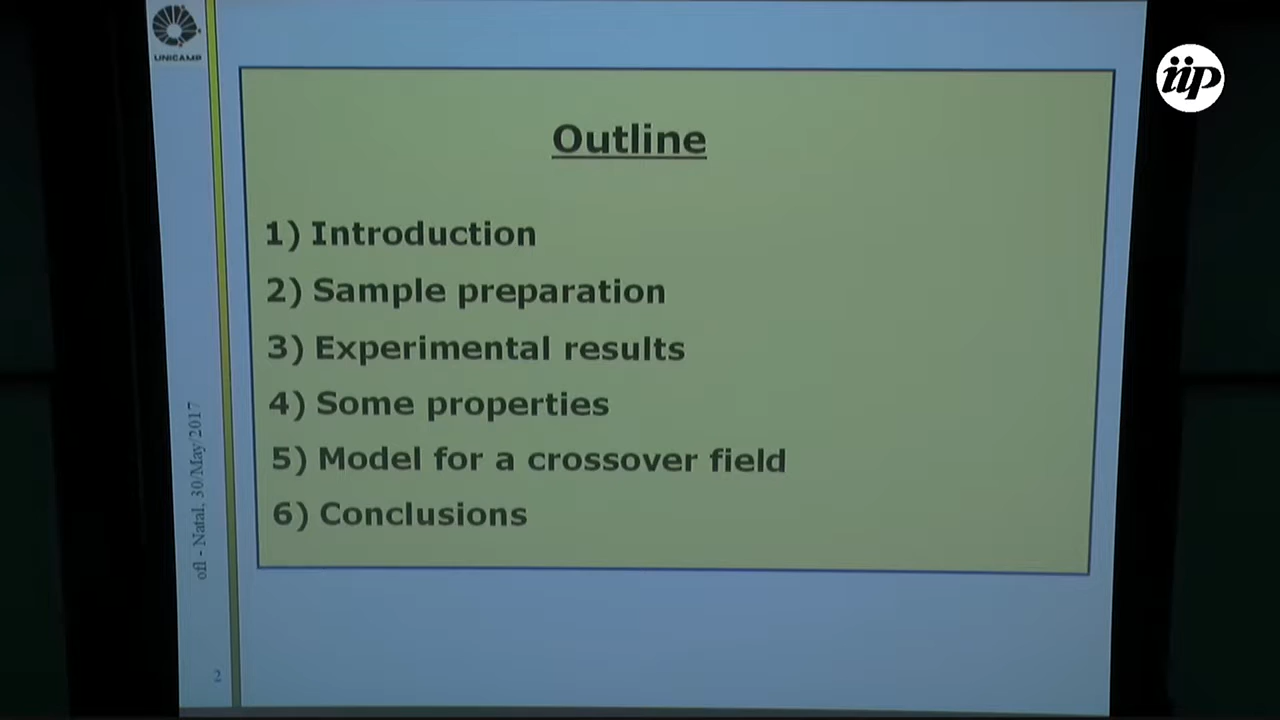 UNICAMP
iip
Outline
1) Introduction
2) Sample preparation
3) Experimental results
4) Some properties
5) Model for a crossover field
6) Conclusions
ofl - Natal, 30/May/2017
2